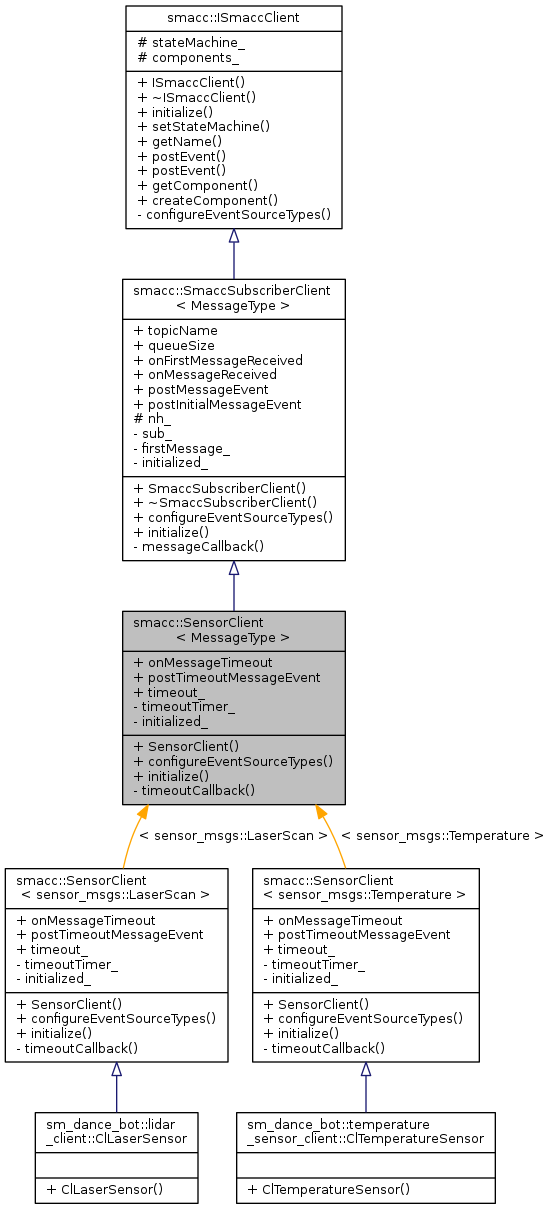 smacc::ISmaccClient
# stateMachine_
# components_
+ ISmaccClient()
+ ~ISmaccClient()
+ initialize()
+ setStateMachine()
+ getName()
+ postEvent()
+ postEvent()
+ getComponent()
+ createComponent()
- configureEventSourceTypes()
smacc::SmaccSubscriberClient
< MessageType >
+ topicName
+ queueSize
+ onFirstMessageReceived
+ onMessageReceived
+ postMessageEvent
+ postInitialMessageEvent
# nh_
- sub_
- firstMessage_
- initialized_
+ SmaccSubscriberClient()
+ ~SmaccSubscriberClient()
+ configureEventSourceTypes()
+ initialize()
- messageCallback()
smacc::SensorClient
< MessageType >
+ onMessageTimeout
+ postTimeoutMessageEvent
+ timeout_
- timeoutTimer_
- initialized_
+ SensorClient()
+ configureEventSourceTypes()
+ initialize()
- timeoutCallback()
< sensor_msgs::LaserScan >
< sensor_msgs::Temperature >
smacc::SensorClient
< sensor_msgs::LaserScan >
+ onMessageTimeout
+ postTimeoutMessageEvent
+ timeout_
- timeoutTimer_
- initialized_
+ SensorClient()
+ configureEventSourceTypes()
+ initialize()
- timeoutCallback()
smacc::SensorClient
< sensor_msgs::Temperature >
+ onMessageTimeout
+ postTimeoutMessageEvent
+ timeout_
- timeoutTimer_
- initialized_
+ SensorClient()
+ configureEventSourceTypes()
+ initialize()
- timeoutCallback()
sm_dance_bot::lidar
_client::ClLaserSensor
+ ClLaserSensor()
sm_dance_bot::temperature
_sensor_client::ClTemperatureSensor
+ ClTemperatureSensor()